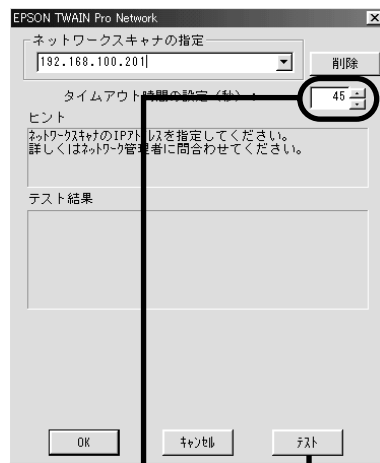 EPSON TWAIN Pro Network
ネットワークスキャナの指定
192.168.100.201
削除
タイムアウト時間の設定(秒):
45
ヒント
ネットワークスキャナのIPアドレスを指定してください。
詳しくはネットワーク管理者に問合わせてください。
テスト結果
OK
キャンセル
テスト